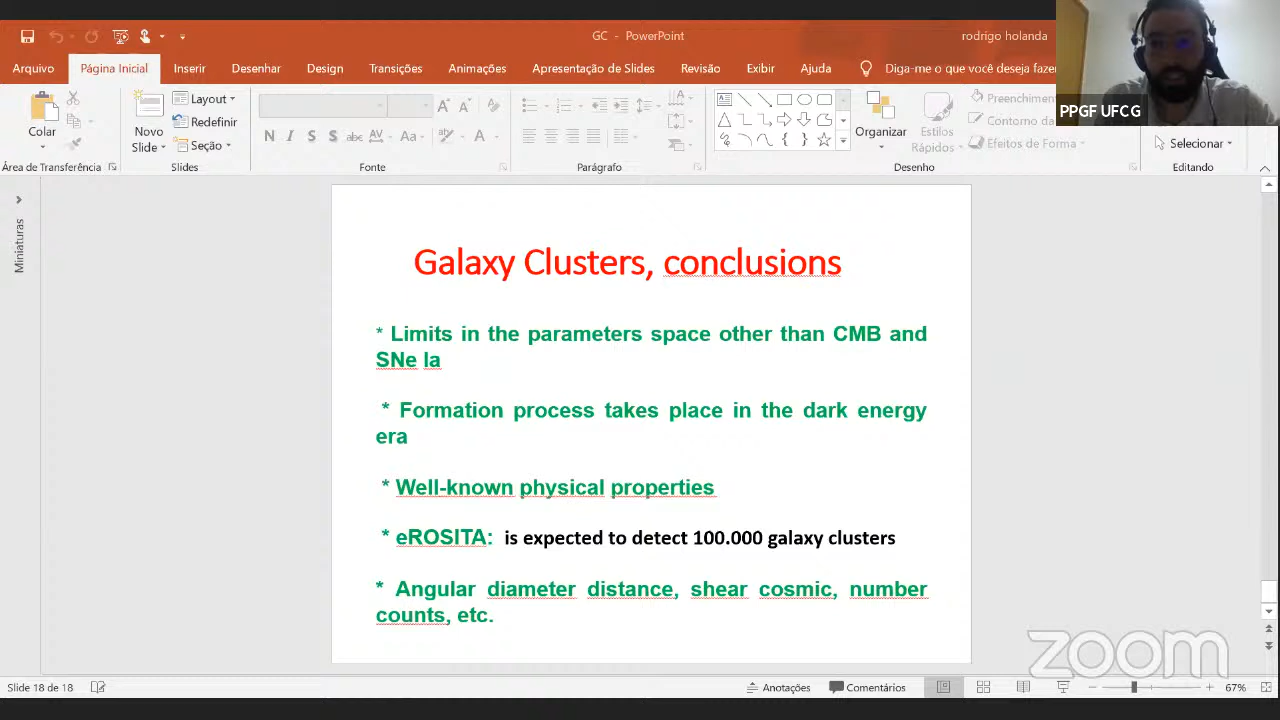 GC - PowerPoint
rodrigo holanda
Arquivo
Página Inicial
Inserir
Desenhar
Design
Transições
Animações
Apresentação de Slides
Revisão
Exibir
Ajuda
Diga-me o que você deseja fazer
PPGF UFCG
Colar
Novo
Slide
Layout
Redefinir
Seção
N I S S abc AV Aa A
Organizar
Estilos
Rápidos
Preenchimen
Contorno da
Efeitos de Forma
Selecionar
Área de Transferência
Slides
Fonte
Parágrafo
Desenho
Editando
Miniaturas
Galaxy Clusters, conclusions
* Limits in the parameters space other than CMB and
SNe Ia
* Formation process takes place in the dark energy
era
* Well-known physical properties
* eROSITA: is expected to detect 100.000 galaxy clusters
* Angular diameter distance, shear cosmic, number
counts, etc.
zoom
Slide 18 de 18
Anotações
Comentários
67%